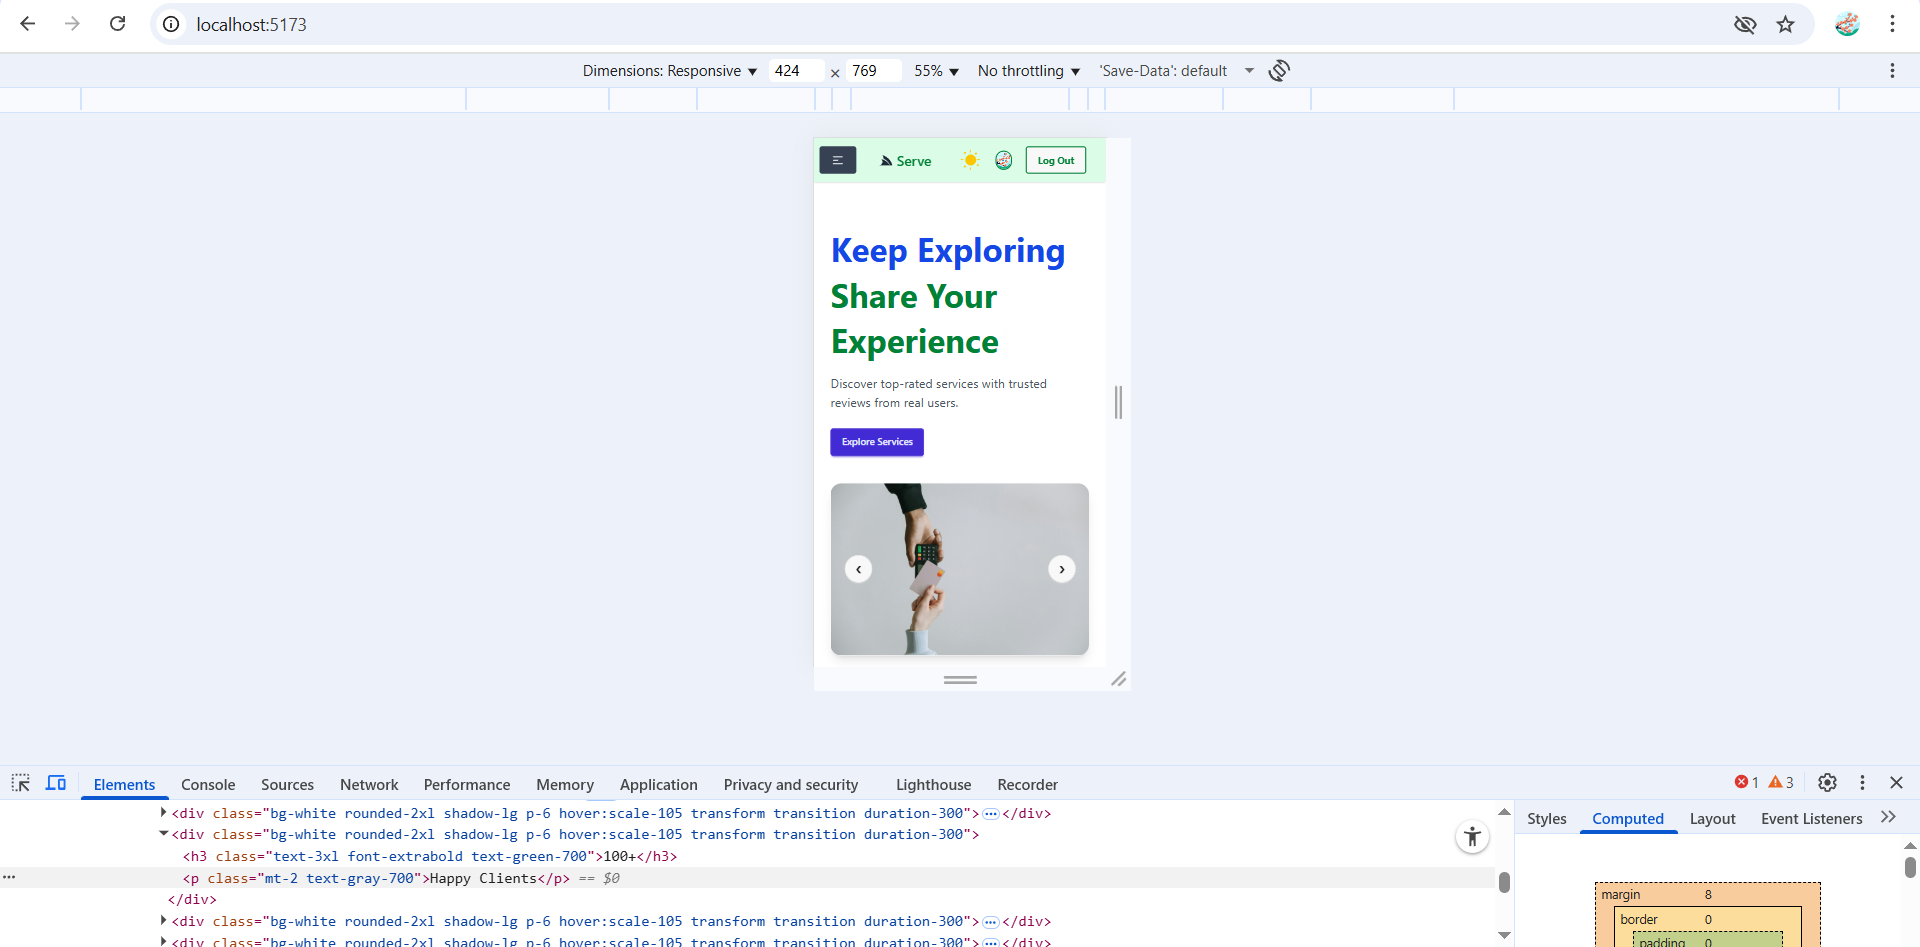 localhost:5173
Dimensions: Responsive 424 × 769 55% No throttling 'Save-Data': default
Serve Log Out
Keep Exploring
Share Your
Experience
Discover top-rated services with trusted
reviews from real users.
Explore Services
‹ ›
Elements Console Sources Network Performance Memory Application Privacy and security Lighthouse Recorder 1 3
<div class="bg-white rounded-2xl shadow-lg p-6 hover:scale-105 transform transition duration-300">…</div>
<div class="bg-white rounded-2xl shadow-lg p-6 hover:scale-105 transform transition duration-300">
<h3 class="text-3xl font-extrabold text-green-700">100+</h3>
<p class="mt-2 text-gray-700">Happy Clients</p> == $0
</div>
<div class="bg-white rounded-2xl shadow-lg p-6 hover:scale-105 transform transition duration-300">…</div>
<div class="bg-white rounded-2xl shadow-lg p-6 hover:scale-105 transform transition duration-300">…</div>
Styles Computed Layout Event Listeners
margin 8
border 0
padding 0